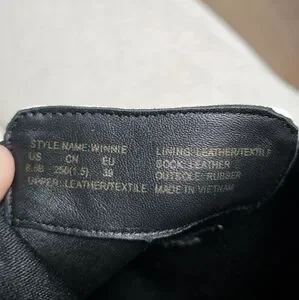 STYLE NAME: WINNIE
US CN EU
8.5B 250(1.5) 39
UPPER: LEATHER/TEXTILE
LINING: LEATHER/TEXTILE
SOCK: LEATHER
OUTSOLE: RUBBER
MADE IN VIETNAM